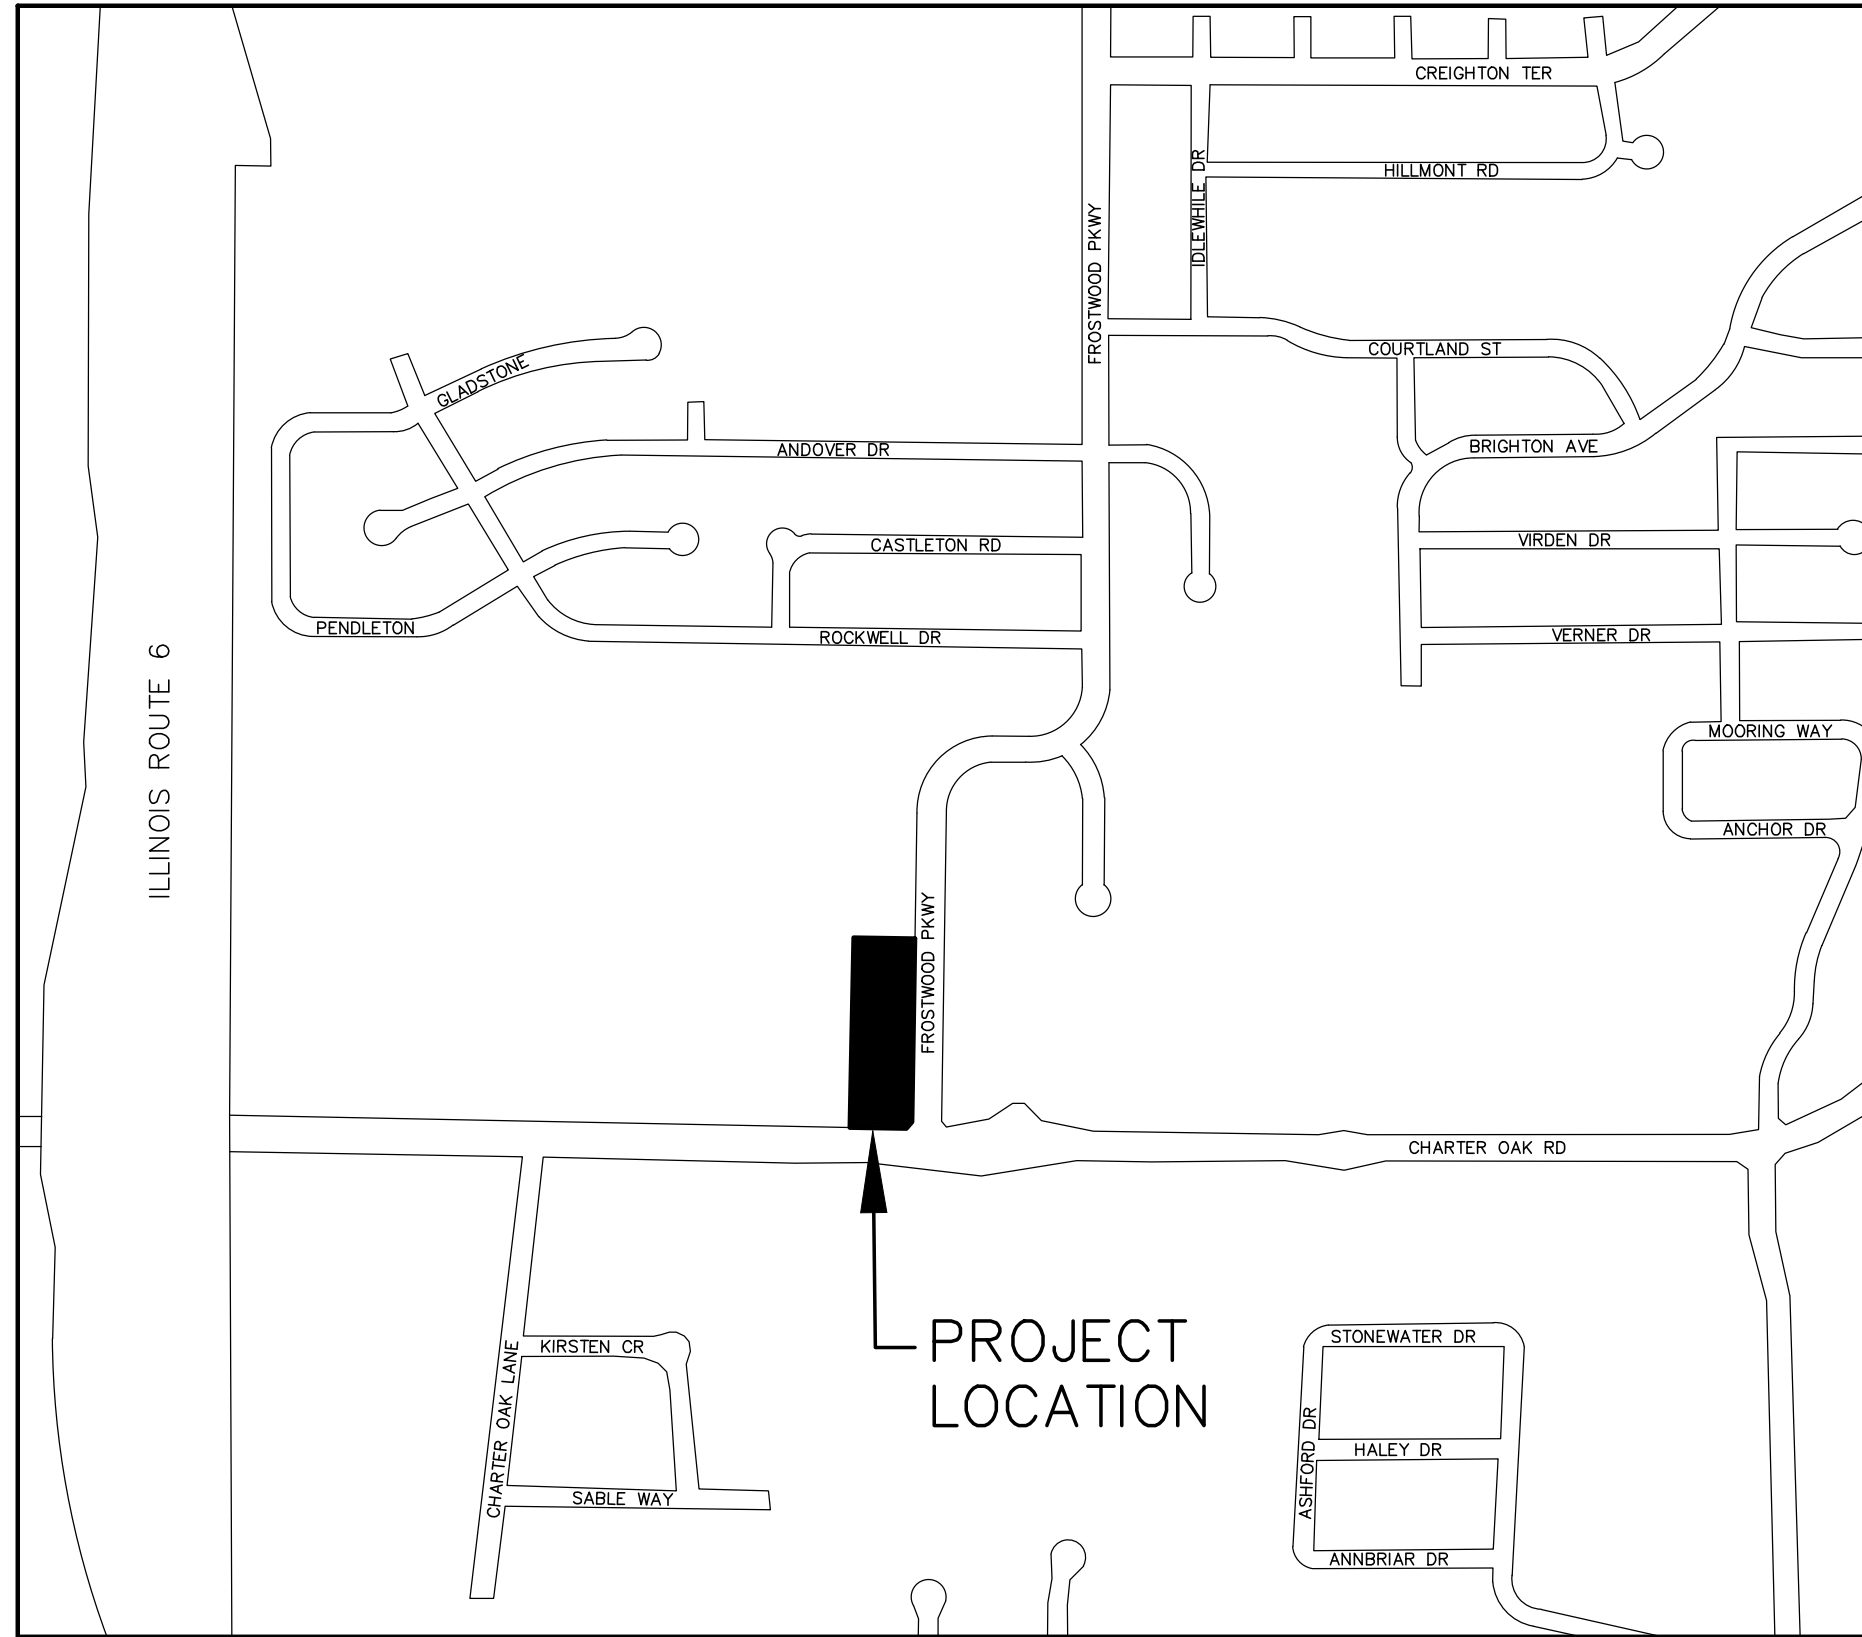 CREIGHTON TER
HILLMONT RD
IDLEWHILE DR
FROSTWOOD PKWY
COURTLAND ST
GLADSTONE
ANDOVER DR
BRIGHTON AVE
CASTLETON RD
VIRDEN DR
PENDLETON
ROCKWELL DR
VERNER DR
ILLINOIS ROUTE 6
MOORING WAY
ANCHOR DR
FROSTWOOD PKWY
CHARTER OAK RD
PROJECT
LOCATION
STONEWATER DR
KIRSTEN CR
CHARTER OAK LANE
HALEY DR
ASHFORD DR
SABLE WAY
ANNBRIAR DR